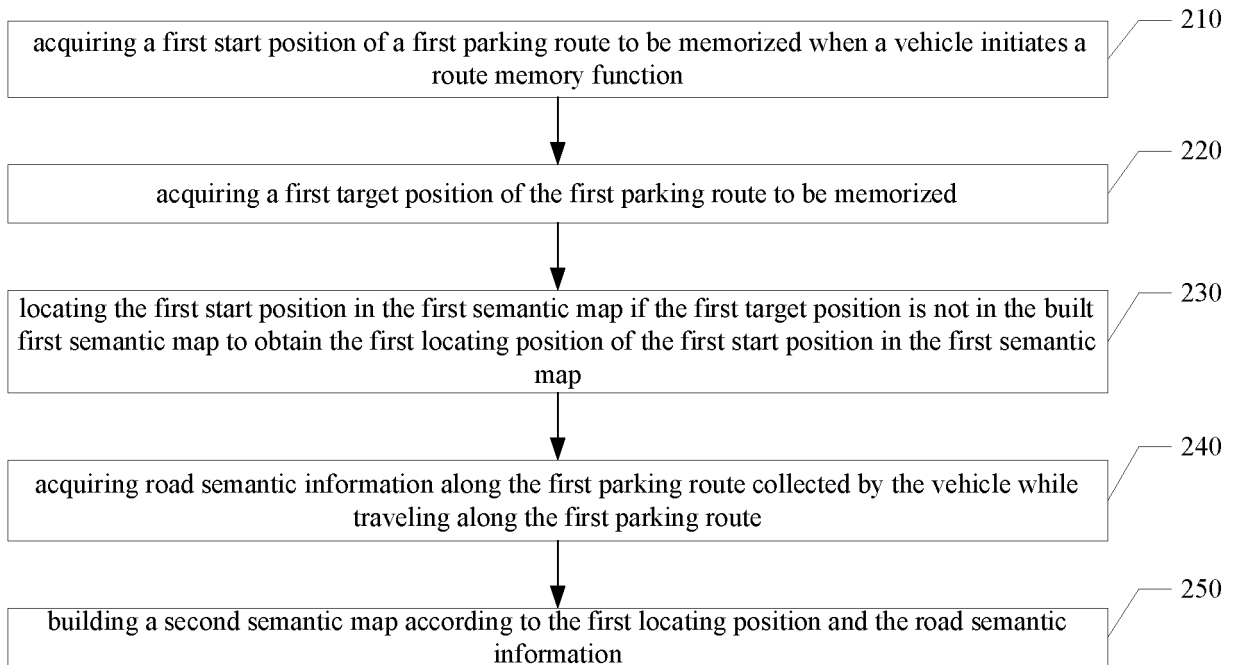 210
acquiring a first start position of a first parking route to be memorized when a vehicle initiates a
route memory function
220
acquiring a first target position of the first parking route to be memorized
230
locating the first start position in the first semantic map if the first target position is not in the built
first semantic map to obtain the first locating position of the first start position in the first semantic
map
240
acquiring road semantic information along the first parking route collected by the vehicle while
traveling along the first parking route
250
building a second semantic map according to the first locating position and the road semantic
information